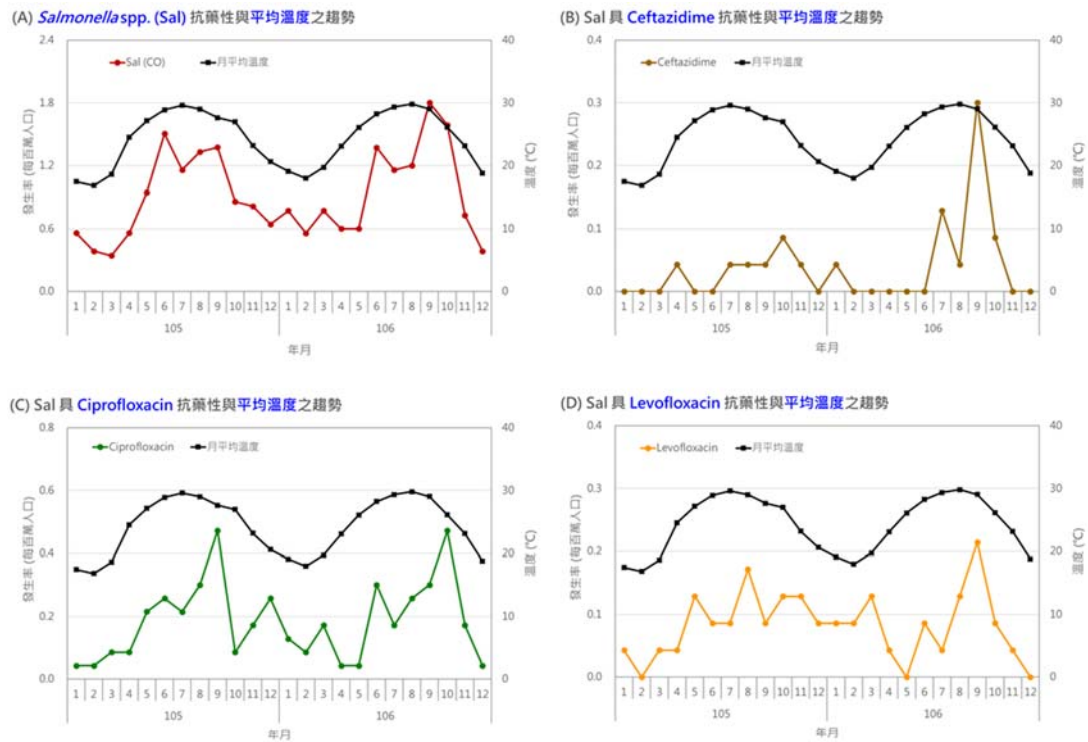 (A) Salmonella spp. (Sal) 抗藥性與平均溫度之趨勢
2.4
1.8
1.2
0.6
0.0
40
30
20
10
0
Sal (CO)
月平均溫度
發生率 (每百萬人口)
溫度 (℃)
1 2 3 4 5 6 7 8 9 10 11 12 1 2 3 4 5 6 7 8 9 10 11 12
105 106
年月
(B) Sal 具 Ceftazidime 抗藥性與平均溫度之趨勢
0.4
0.3
0.2
0.1
0.0
40
30
20
10
0
Ceftazidime
月平均溫度
發生率 (每百萬人口)
溫度 (℃)
1 2 3 4 5 6 7 8 9 10 11 12 1 2 3 4 5 6 7 8 9 10 11 12
105 106
年月
(C) Sal 具 Ciprofloxacin 抗藥性與平均溫度之趨勢
0.8
0.6
0.4
0.2
0.0
40
30
20
10
0
Ciprofloxacin
月平均溫度
發生率 (每百萬人口)
溫度 (℃)
1 2 3 4 5 6 7 8 9 10 11 12 1 2 3 4 5 6 7 8 9 10 11 12
105 106
年月
(D) Sal 具 Levofloxacin 抗藥性與平均溫度之趨勢
0.4
0.3
0.2
0.1
0.0
40
30
20
10
0
Levofloxacin
月平均溫度
發生率 (每百萬人口)
溫度 (℃)
1 2 3 4 5 6 7 8 9 10 11 12 1 2 3 4 5 6 7 8 9 10 11 12
105 106
年月